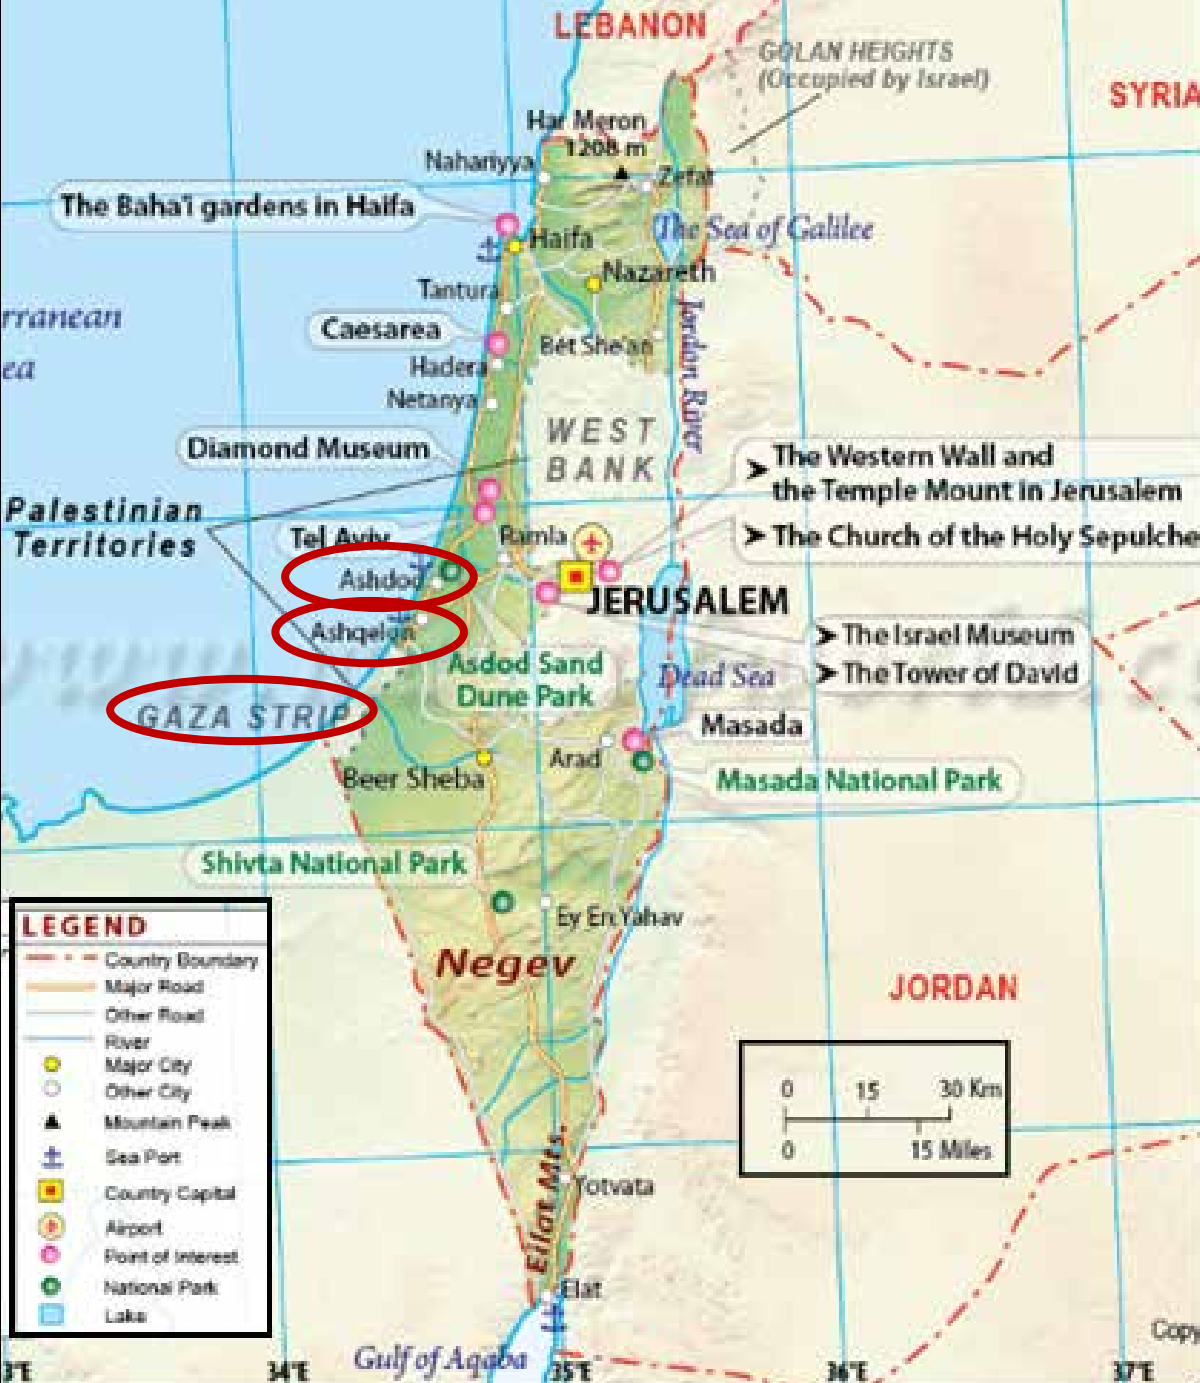 LEBANON
GOLAN HEIGHTS
(Occupied by Israel)
SYRIA
Har Meron
1208 m
Nahariyya
Zefat
The Baha'i gardens in Haifa
The Sea of Galilee
Haifa
Nazareth
Tantura
rranean
ea
Caesarea
Jordan River
Bet She'an
Hadera
Netanya
WEST
BANK
Diamond Museum
➤ The Western Wall and
the Temple Mount in Jerusalem
Palestinian
Territories
Tel Aviv
Ramla
➤ The Church of the Holy Sepulche
Ashdod
JERUSALEM
Ashqelon
➤ The Israel Museum
Asdod Sand
Dune Park
Dead Sea
➤ The Tower of David
GAZA STRIP
Masada
Arad
Beer Sheba
Masada National Park
Shivta National Park
Ey En Yahav
LEGEND
Country Boundary
Major Road
Other Road
River
Major City
Other City
Mountain Peak
Sea Port
Country Capital
Airport
Point of Interest
National Park
Lake
Negev
JORDAN
0 15 30 Km
0 15 Miles
Eilat Mts.
Yotvata
Elat
Copy
Gulf of Aqaba
3°E 34°E 35°E 36°E 37°E